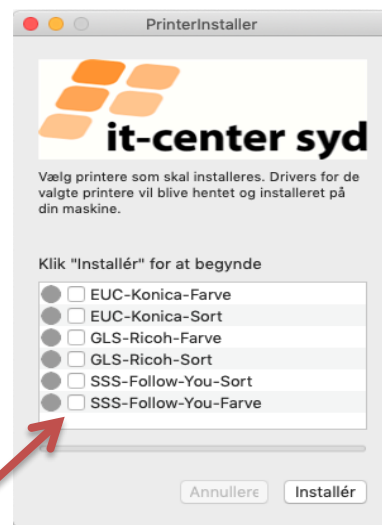 PrinterInstaller
it-center syd
Vælg printere som skal installeres. Drivers for de
valgte printere vil blive hentet og installeret på
din maskine.
Klik "Installér" for at begynde
EUC-Konica-Farve
EUC-Konica-Sort
GLS-Ricoh-Farve
GLS-Ricoh-Sort
SSS-Follow-You-Sort
SSS-Follow-You-Farve
Annullere
Installér